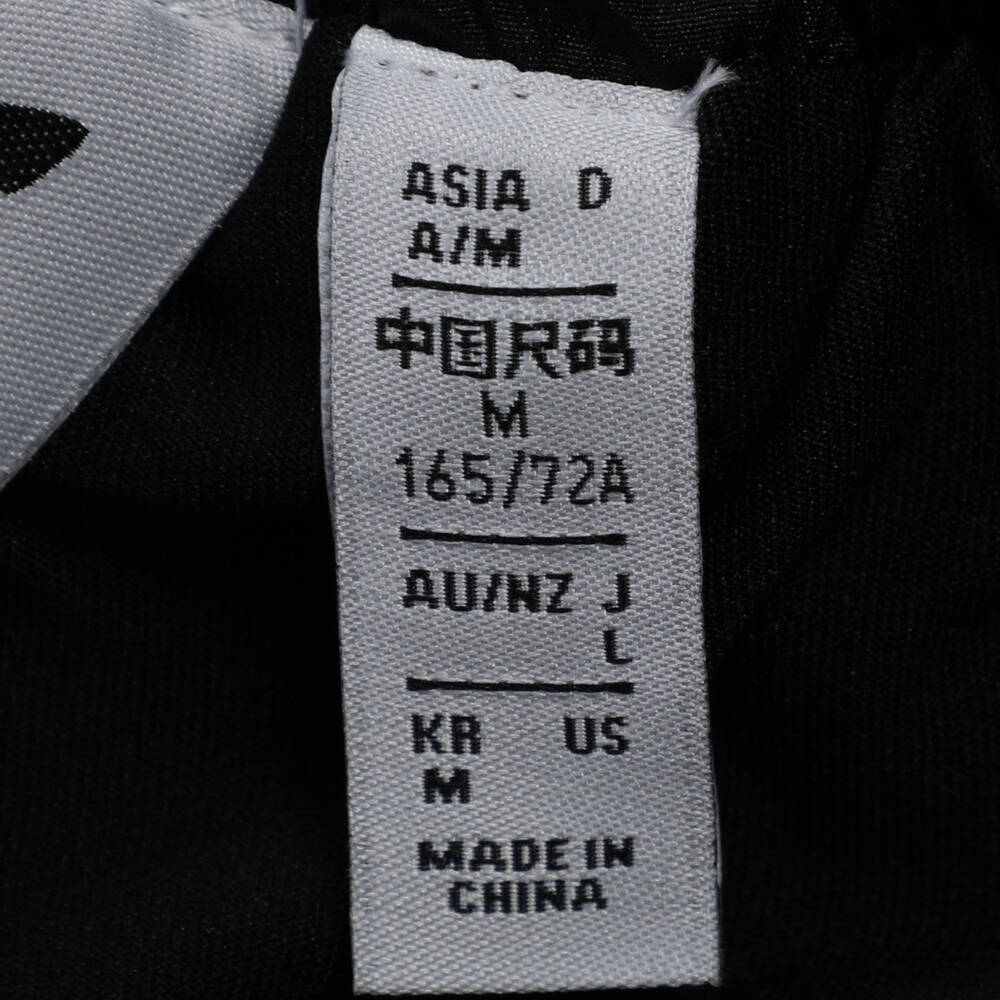 ASIA D
A/M
中国尺码
M
165/72A
AU/NZ J
L
KR US
M
MADE IN
CHINA